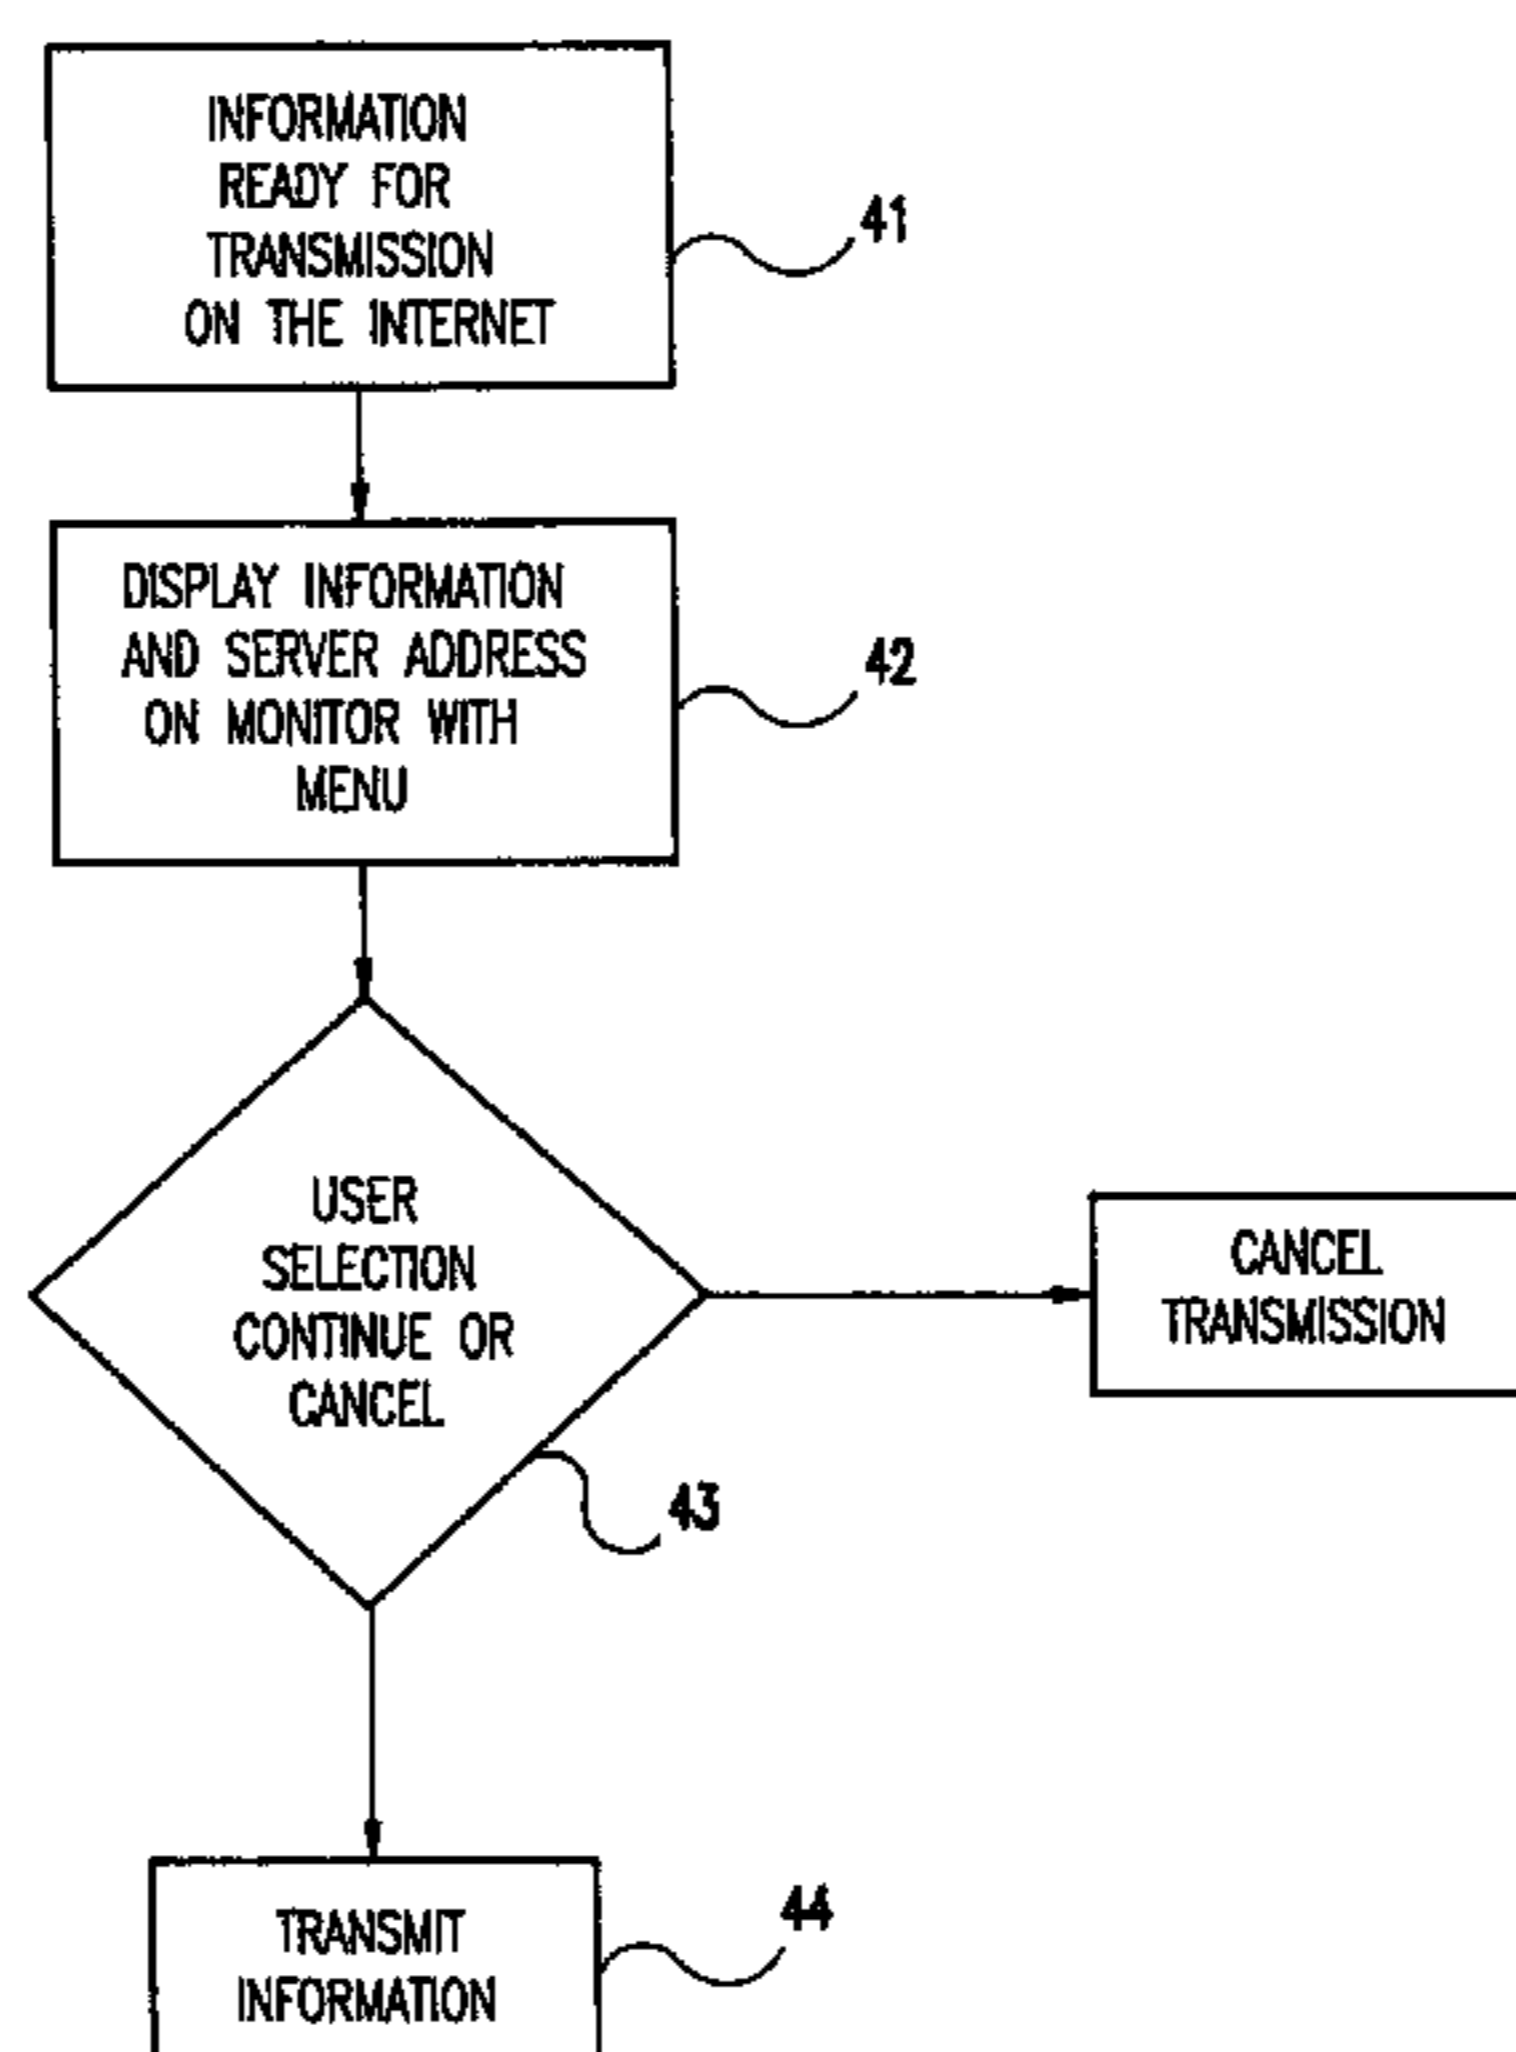 INFORMATION
READY FOR
TRANSMISSION
ON THE INTERNET
41
DISPLAY INFORMATION
AND SERVER ADDRESS
ON MONITOR WITH
MENU
42
USER
SELECTION
CONTINUE OR
CANCEL
43
CANCEL
TRANSMISSION
TRANSMIT
INFORMATION
44